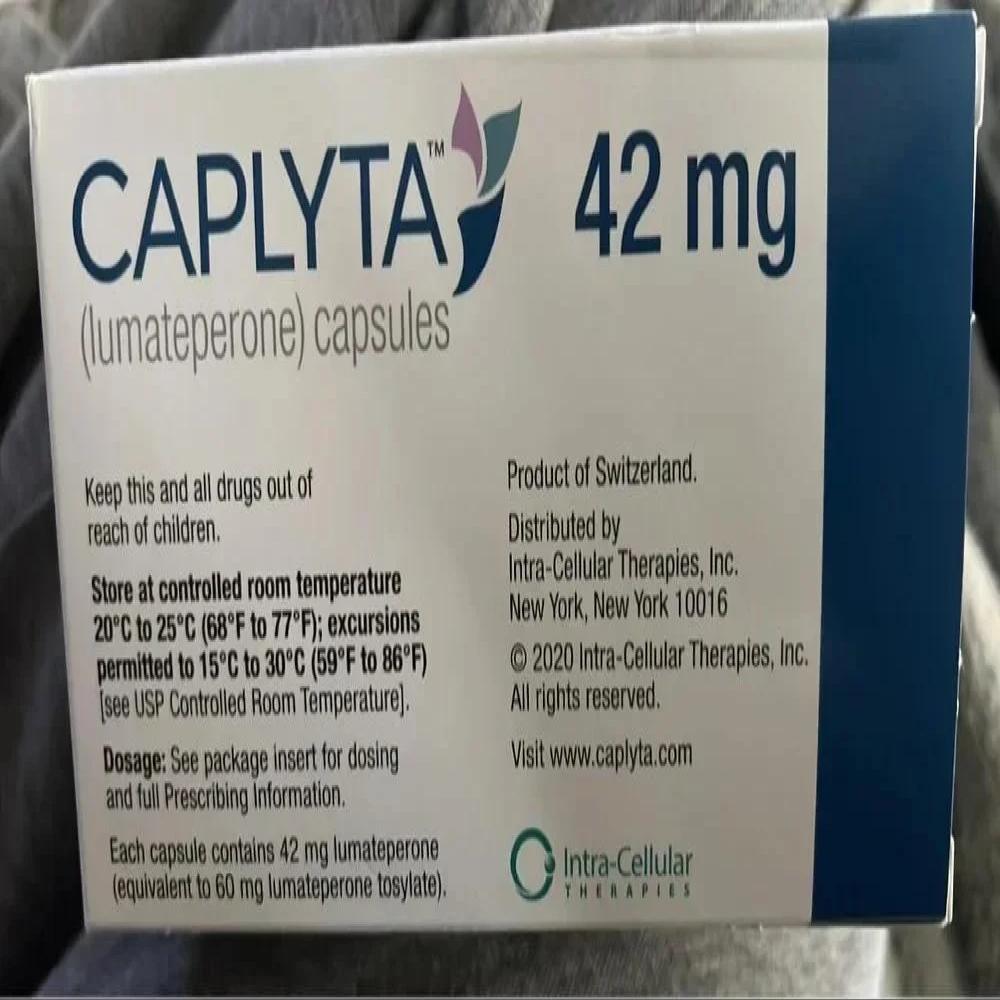 CAPLYTA™ 42 mg
(lumateperone) capsules
Keep this and all drugs out of
reach of children.
Store at controlled room temperature
20°C to 25°C (68°F to 77°F); excursions
permitted to 15°C to 30°C (59°F to 86°F)
[see USP Controlled Room Temperature].
Dosage: See package insert for dosing
and full Prescribing Information.
Each capsule contains 42 mg lumateperone
(equivalent to 60 mg lumateperone tosylate).
Product of Switzerland.
Distributed by
Intra-Cellular Therapies, Inc.
New York, New York 10016
© 2020 Intra-Cellular Therapies, Inc.
All rights reserved.
Visit www.caplyta.com
Intra-Cellular
THERAPIES